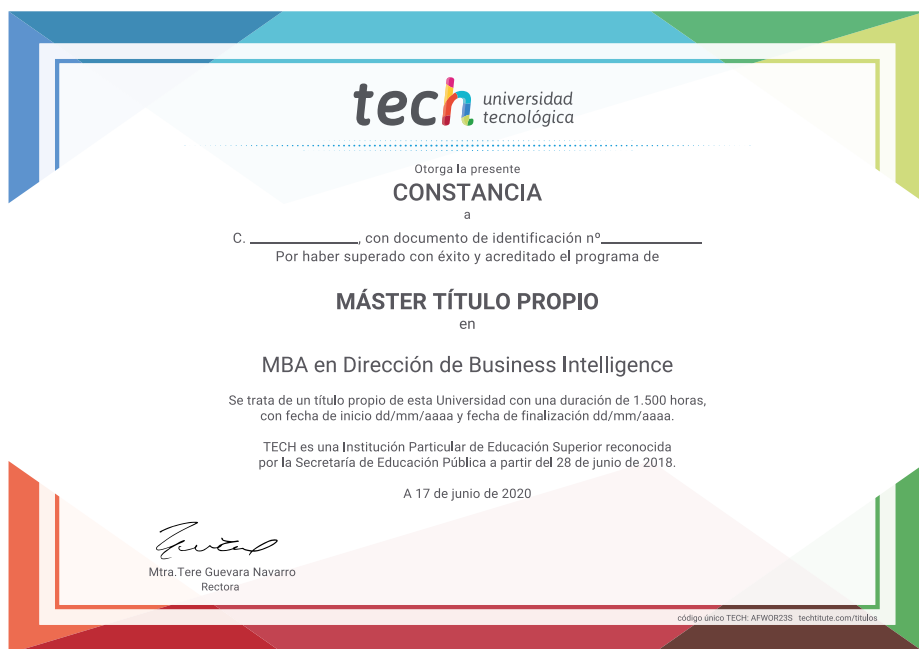 tech universidad
tecnológica
Otorga la presente
CONSTANCIA
a
C. ______________, con documento de identificación nº_____________
Por haber superado con éxito y acreditado el programa de
MÁSTER TÍTULO PROPIO
en
MBA en Dirección de Business Intelligence
Se trata de un título propio de esta Universidad con una duración de 1.500 horas,
con fecha de inicio dd/mm/aaaa y fecha de finalización dd/mm/aaaa.
TECH es una Institución Particular de Educación Superior reconocida
por la Secretaría de Educación Pública a partir del 28 de junio de 2018.
A 17 de junio de 2020
Mtra.Tere Guevara Navarro
Rectora
código único TECH: AFWOR23S techtitute.com/titulos